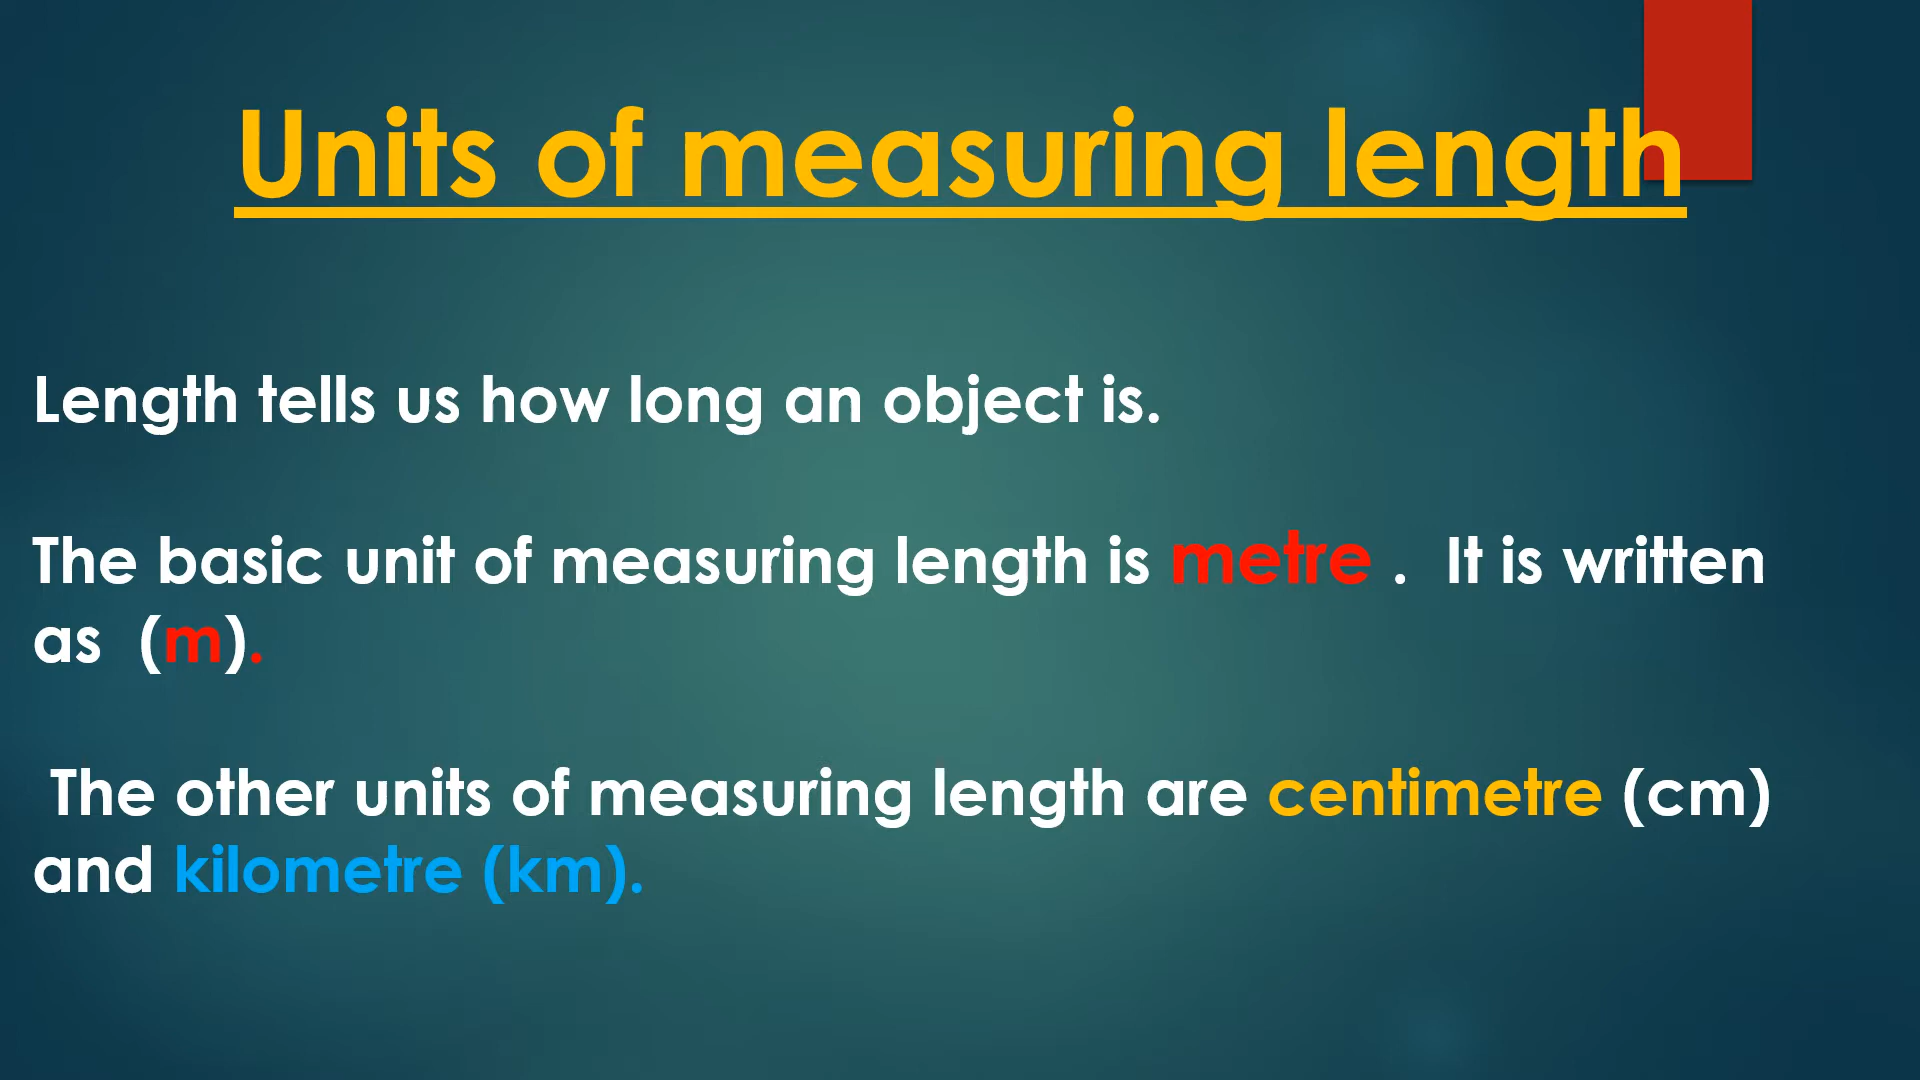 Units of measuring length
Length tells us how long an object is.
The basic unit of measuring length is metre .  It is written
as  (m).
The other units of measuring length are centimetre (cm)
and kilometre (km).